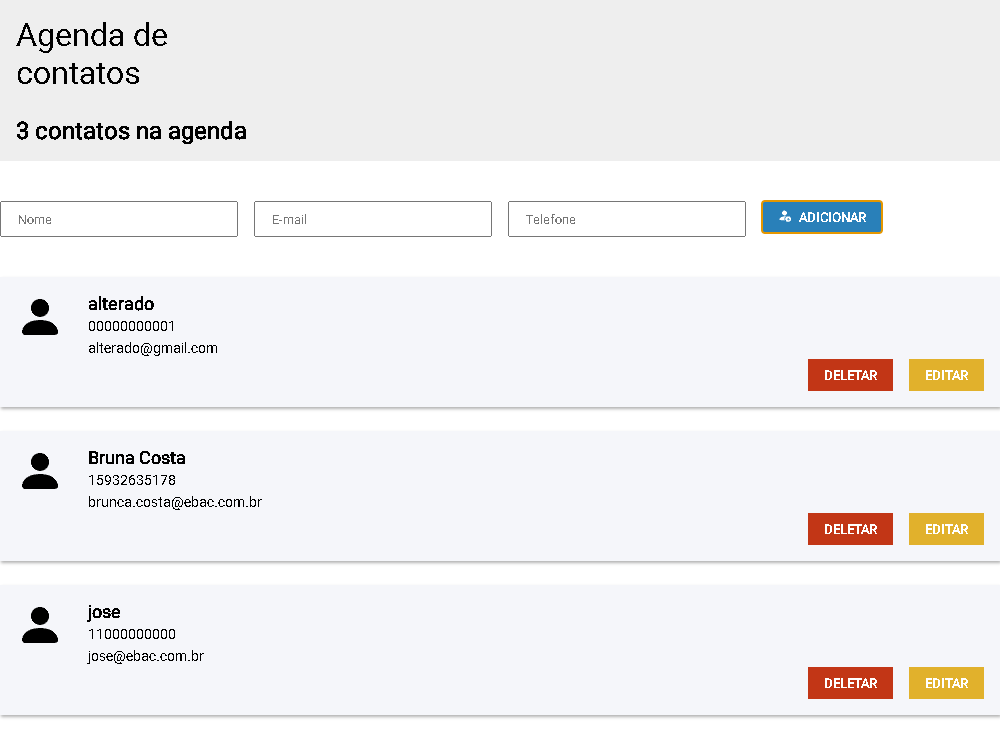 Agenda de
contatos
3 contatos na agenda
Nome
E-mail
Telefone
ADICIONAR
alterado
00000000001
alterado@gmail.com
DELETAR
EDITAR
Bruna Costa
15932635178
brunca.costa@ebac.com.br
DELETAR
EDITAR
jose
11000000000
jose@ebac.com.br
DELETAR
EDITAR